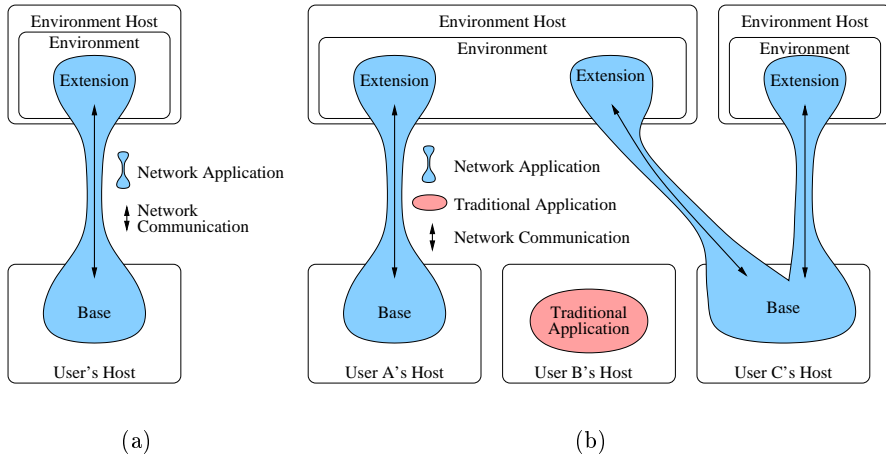 Environment Host
Environment
Extension
Network Application
Network
Communication
Base
User's Host
(a)
Environment Host
Environment
Extension
Extension
Environment Host
Environment
Extension
Network Application
Traditional Application
Network Communication
Base
User A's Host
Traditional
Application
User B's Host
Base
User C's Host
(b)